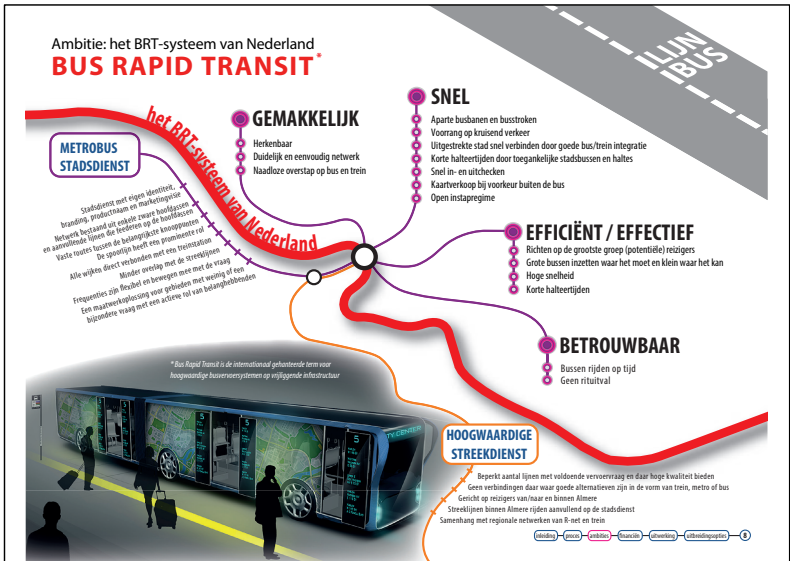 Ambitie: het BRT-systeem van Nederland
BUS RAPID TRANSIT*
LIJN
BUS
het BRT-systeem van Nederland
GEMAKKELIJK
Herkenbaar
Duidelijk en eenvoudig netwerk
Naadloze overstap op bus en trein
SNEL
Aparte busbanen en busstroken
Voorrang op kruisend verkeer
Uitgestrekte stad snel verbinden door goede bus/trein integratie
Korte halteertijden door toegankelijke stadsbussen en haltes
Snel in- en uitchecken
Kaartverkoop bij voorkeur buiten de bus
Open instapregime
METROBUS
STADSDIENST
Stadsdienst met eigen identiteit,
branding, productnaam en marketingvisie
Netwerk bestaand uit enkele zware hoofdassen
en aanvullende lijnen die feederen op de hoofdassen
Vaste routes tussen de belangrijkste knooppunten
De spoorlijn heeft een prominente rol
Alle wijken direct verbonden met een treinstation
Minder overlap met de streeklijnen
Frequenties zijn flexibel en bewegen mee met de vraag
Een maatwerkoplossing voor gebieden met weinig of een
bijzondere vraag met een actieve rol van belanghebbenden
EFFICIËNT / EFFECTIEF
Richten op de grootste groep (potentiële) reizigers
Grote bussen inzetten waar het moet en klein waar het kan
Hoge snelheid
Korte halteertijden
BETROUWBAAR
Bussen rijden op tijd
Geen rituitval
* Bus Rapid Transit is de internationaal gehanteerde term voor
hoogwaardige busvervoersystemen op vrijliggende infrastructuur
5
5
5
CITY CENTER
HOOGWAARDIGE
STREEKDIENST
Beperkt aantal lijnen met voldoende vervoervraag en daar hoge kwaliteit bieden
Geen verbindingen daar waar goede alternatieven zijn in de vorm van trein, metro of bus
Gericht op reizigers van/naar en binnen Almere
Streeklijnen binnen Almere rijden aanvullend op de stadsdienst
Samenhang met regionale netwerken van R-net en trein
inleiding proces ambities financiën uitwerking uitbreidingsopties 8